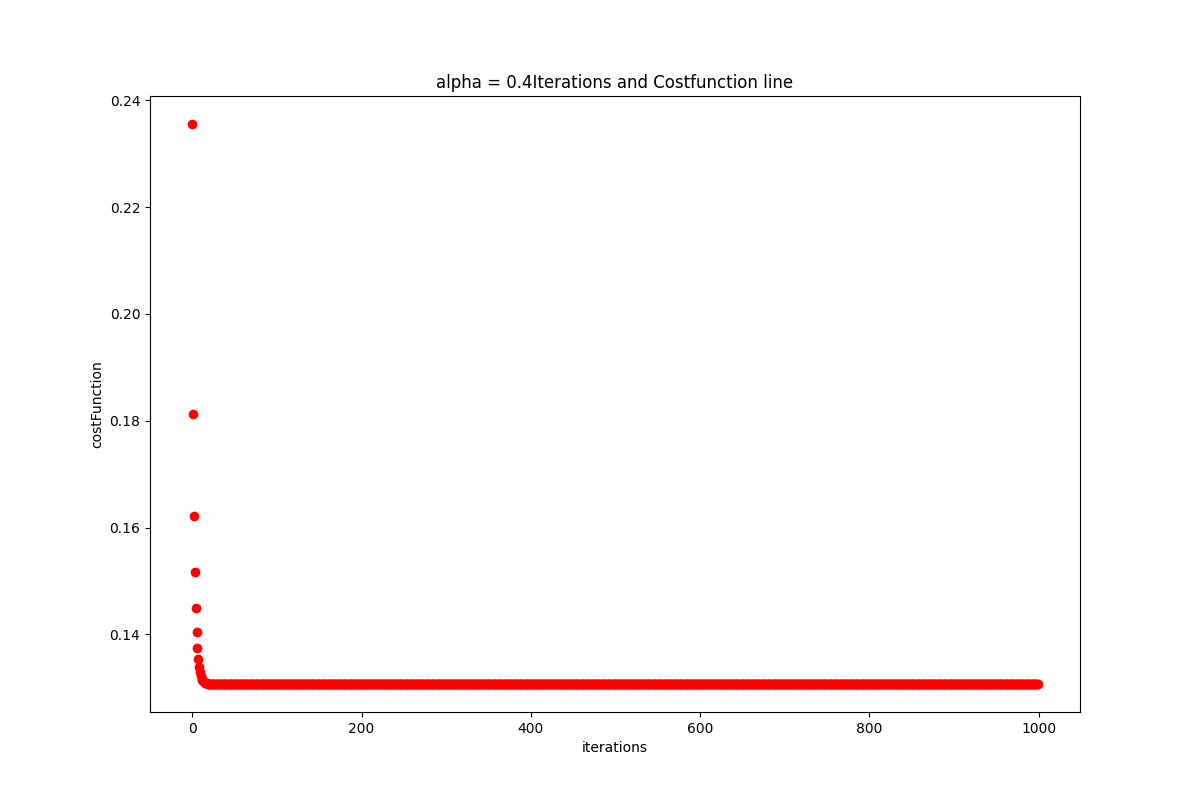 alpha = 0.4Iterations and Costfunction line
0.24
0.22
0.20
0.18
0.16
0.14
costFunction
0 200 400 600 800 1000
iterations